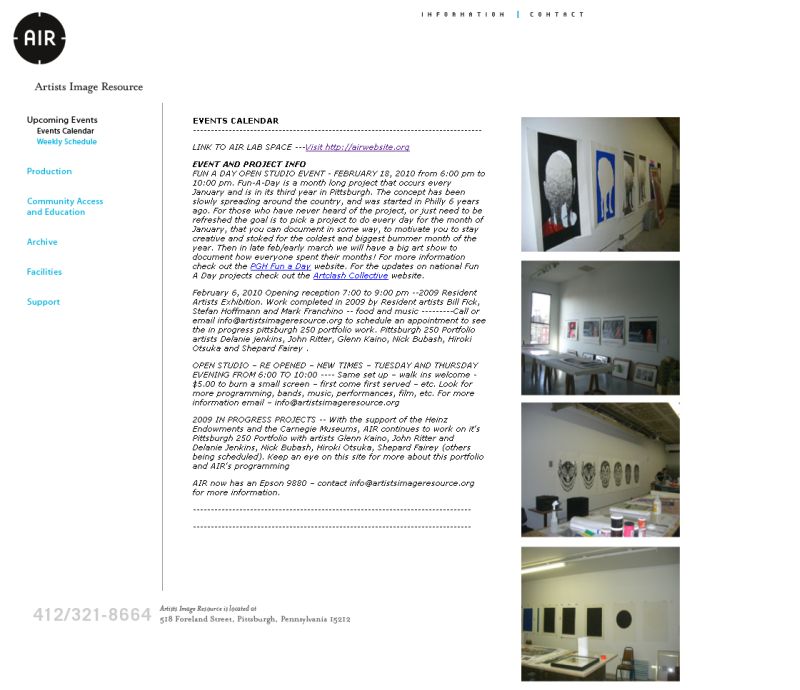 INFORMATION | CONTACT
AIR
Artists Image Resource
Upcoming Events
Events Calendar
Weekly Schedule
Production
Community Access
and Education
Archive
Facilities
Support
EVENTS CALENDAR
LINK TO AIR LAB SPACE ---Visit http://airwebsite.org
EVENT AND PROJECT INFO
FUN A DAY OPEN STUDIO EVENT - FEBRUARY 18, 2010 from 6:00 pm to
10:00 pm. Fun-A-Day is a month long project that occurs every
January and is in its third year in Pittsburgh. The concept has been
slowly spreading around the country, and was started in Philly 6 years
ago. For those who have never heard of the project, or just need to be
refreshed the goal is to pick a project to do every day for the month of
January, that you can document in some way, to motivate you to stay
creative and stoked for the coldest and biggest bummer month of the
year. Then in late feb/early march we will have a big art show to
document how everyone spent their months! For more information
check out the PGH Fun a Day website. For the updates on national Fun
A Day projects check out the Artclash Collective website.
February 6, 2010 Opening reception 7:00 to 9:00 pm --2009 Resident
Artists Exhibition. Work completed in 2009 by Resident artists Bill Fick,
Stefan Hoffmann and Mark Franchino -- food and music ---------Call or
email info@artistsimageresource.org to schedule an appointment to see
the in progress pittsburgh 250 portfolio work. Pittsburgh 250 Portfolio
artists Delanie Jenkins, John Ritter, Glenn Kaino, Nick Bubash, Hiroki
Otsuka and Shepard Fairey .
OPEN STUDIO – RE OPENED – NEW TIMES – TUESDAY AND THURSDAY
EVENING FROM 6:00 TO 10:00 ---- Same set up – walk ins welcome -
$5.00 to burn a small screen – first come first served – etc. Look for
more programming, bands, music, performances, film, etc. For more
information email – info@artistsimageresource.org
2009 IN PROGRESS PROJECTS -- With the support of the Heinz
Endowments and the Carnegie Museums, AIR continues to work on it's
Pittsburgh 250 Portfolio with artists Glenn Kaino, John Ritter and
Delanie Jenkins, Nick Bubash, Hiroki Otsuka, Shepard Fairey (others
being scheduled). Keep an eye on this site for more about this portfolio
and AIR's programming
AIR now has an Epson 9880 – contact info@artistsimageresource.org
for more information.
412/321-8664
Artists Image Resource is located at
518 Foreland Street, Pittsburgh, Pennsylvania 15212